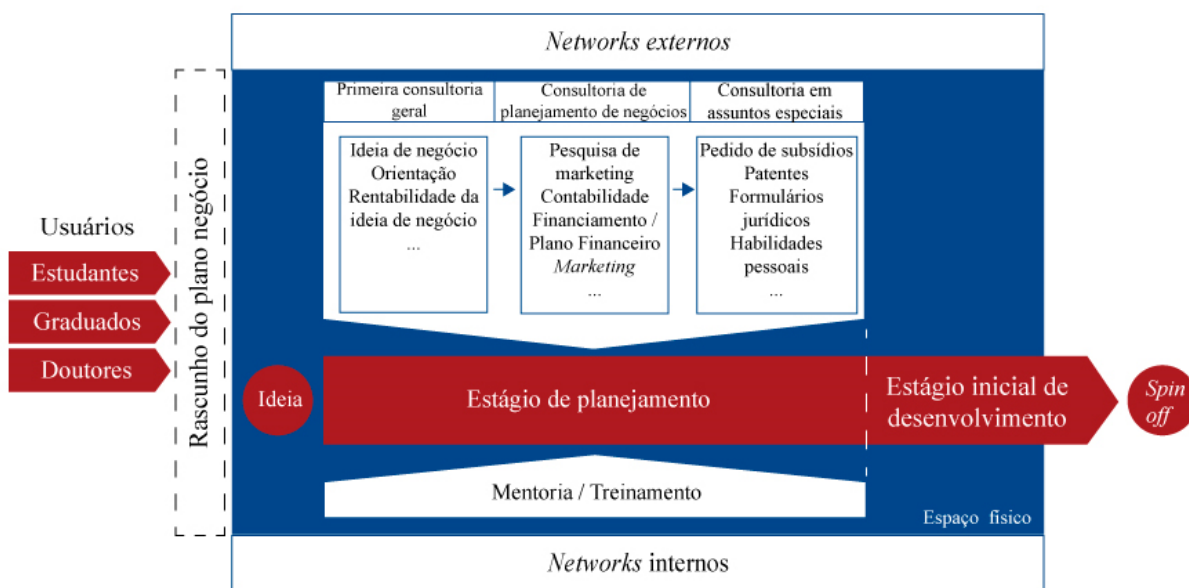 Networks externos
Usuários
Estudantes
Graduados
Doutores
Rascunho do plano negócio
Primeira consultoria
geral
Consultoria de
planejamento de negócios
Consultoria em
assuntos especiais
Ideia de negócio
Orientação
Rentabilidade da
ideia de negócio
...
Pesquisa de
marketing
Contabilidade
Financiamento /
Plano Financeiro
Marketing
...
Pedido de subsídios
Patentes
Formulários
jurídicos
Habilidades
pessoais
...
Ideia
Estágio de planejamento
Estágio inicial de
desenvolvimento
Spin
off
Mentoria / Treinamento
Espaço físico
Networks internos